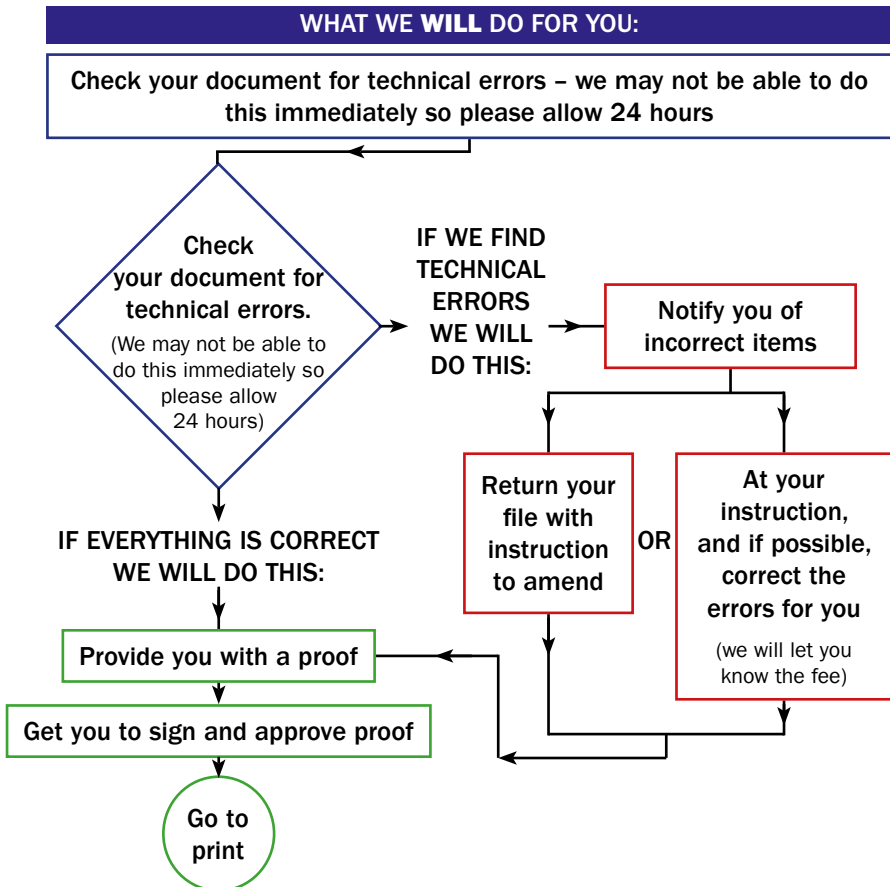 WHAT WE WILL DO FOR YOU:
Check your document for technical errors – we may not be able to do
this immediately so please allow 24 hours
Check
your document for
technical errors.
(We may not be able to
do this immediately so
please allow
24 hours)
IF WE FIND
TECHNICAL
ERRORS
WE WILL
DO THIS:
Notify you of
incorrect items
Return your
file with
instruction
to amend
OR
At your
instruction,
and if possible,
correct the
errors for you
(we will let you
know the fee)
IF EVERYTHING IS CORRECT
WE WILL DO THIS:
Provide you with a proof
Get you to sign and approve proof
Go to
print